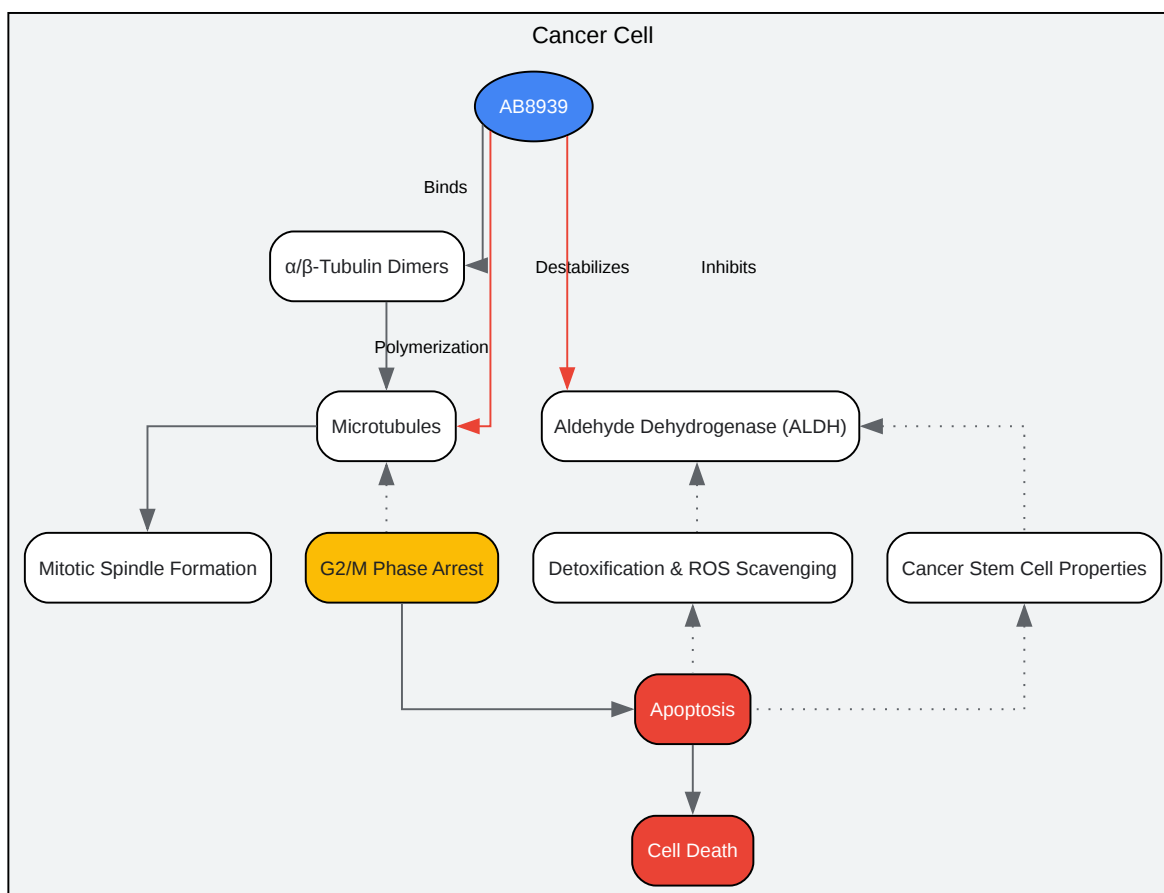 Cancer Cell
AB8939
Binds
α/β-Tubulin Dimers
Destabilizes
Inhibits
Polymerization
Microtubules
Aldehyde Dehydrogenase (ALDH)
Mitotic Spindle Formation
G2/M Phase Arrest
Detoxification & ROS Scavenging
Cancer Stem Cell Properties
Apoptosis
Cell Death